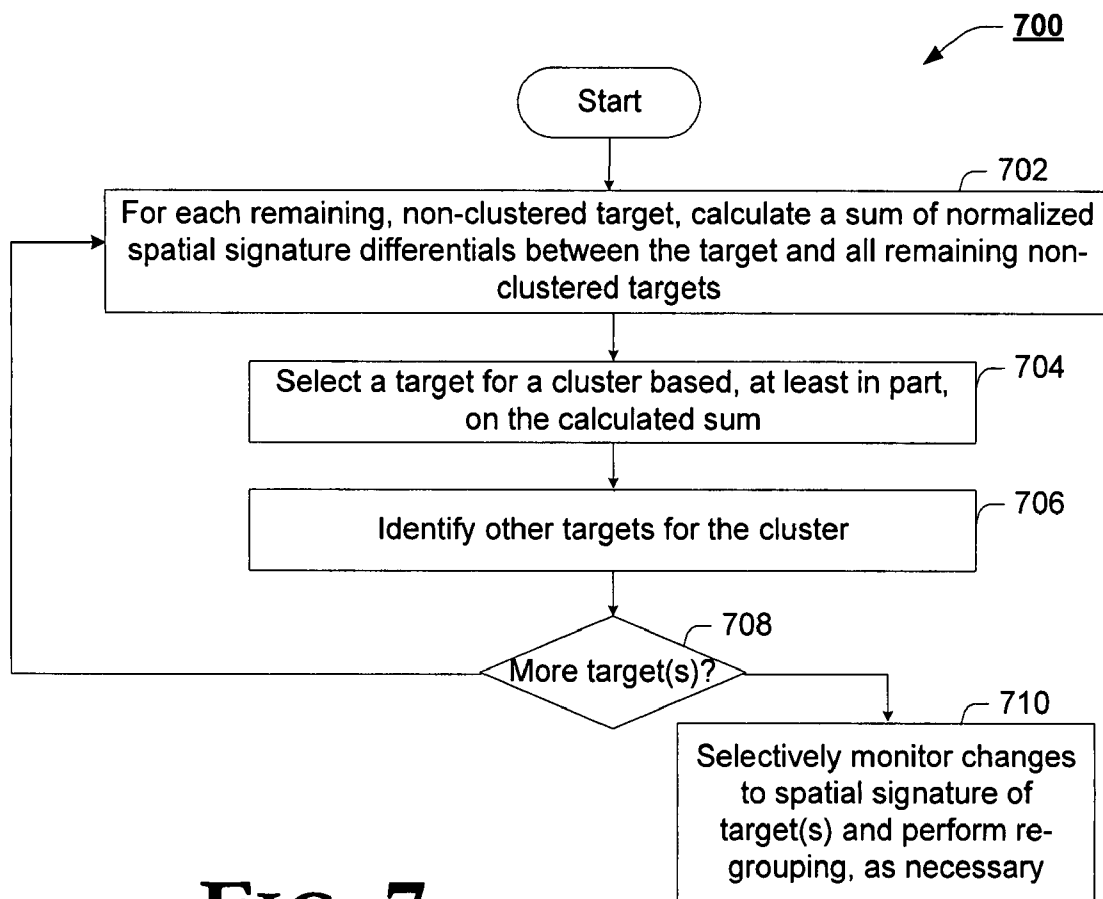 700
Start
702
For each remaining, non-clustered target, calculate a sum of normalized
spatial signature differentials between the target and all remaining non-
clustered targets
704
Select a target for a cluster based, at least in part,
on the calculated sum
706
Identify other targets for the cluster
708
More target(s)?
710
Selectively monitor changes
to spatial signature of
target(s) and perform re-
grouping, as necessary
FIG. 7